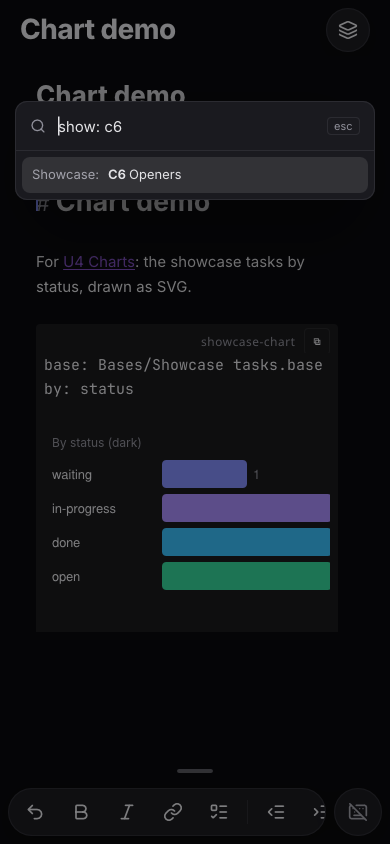 Chart demo
Chart demo
show: c6
esc
Showcase: C6 Openers
# Chart demo
For U4 Charts: the showcase tasks by
status, drawn as SVG.
showcase-chart
base: Bases/Showcase tasks.base
by: status
By status (dark)
waiting 1
in-progress
done
open